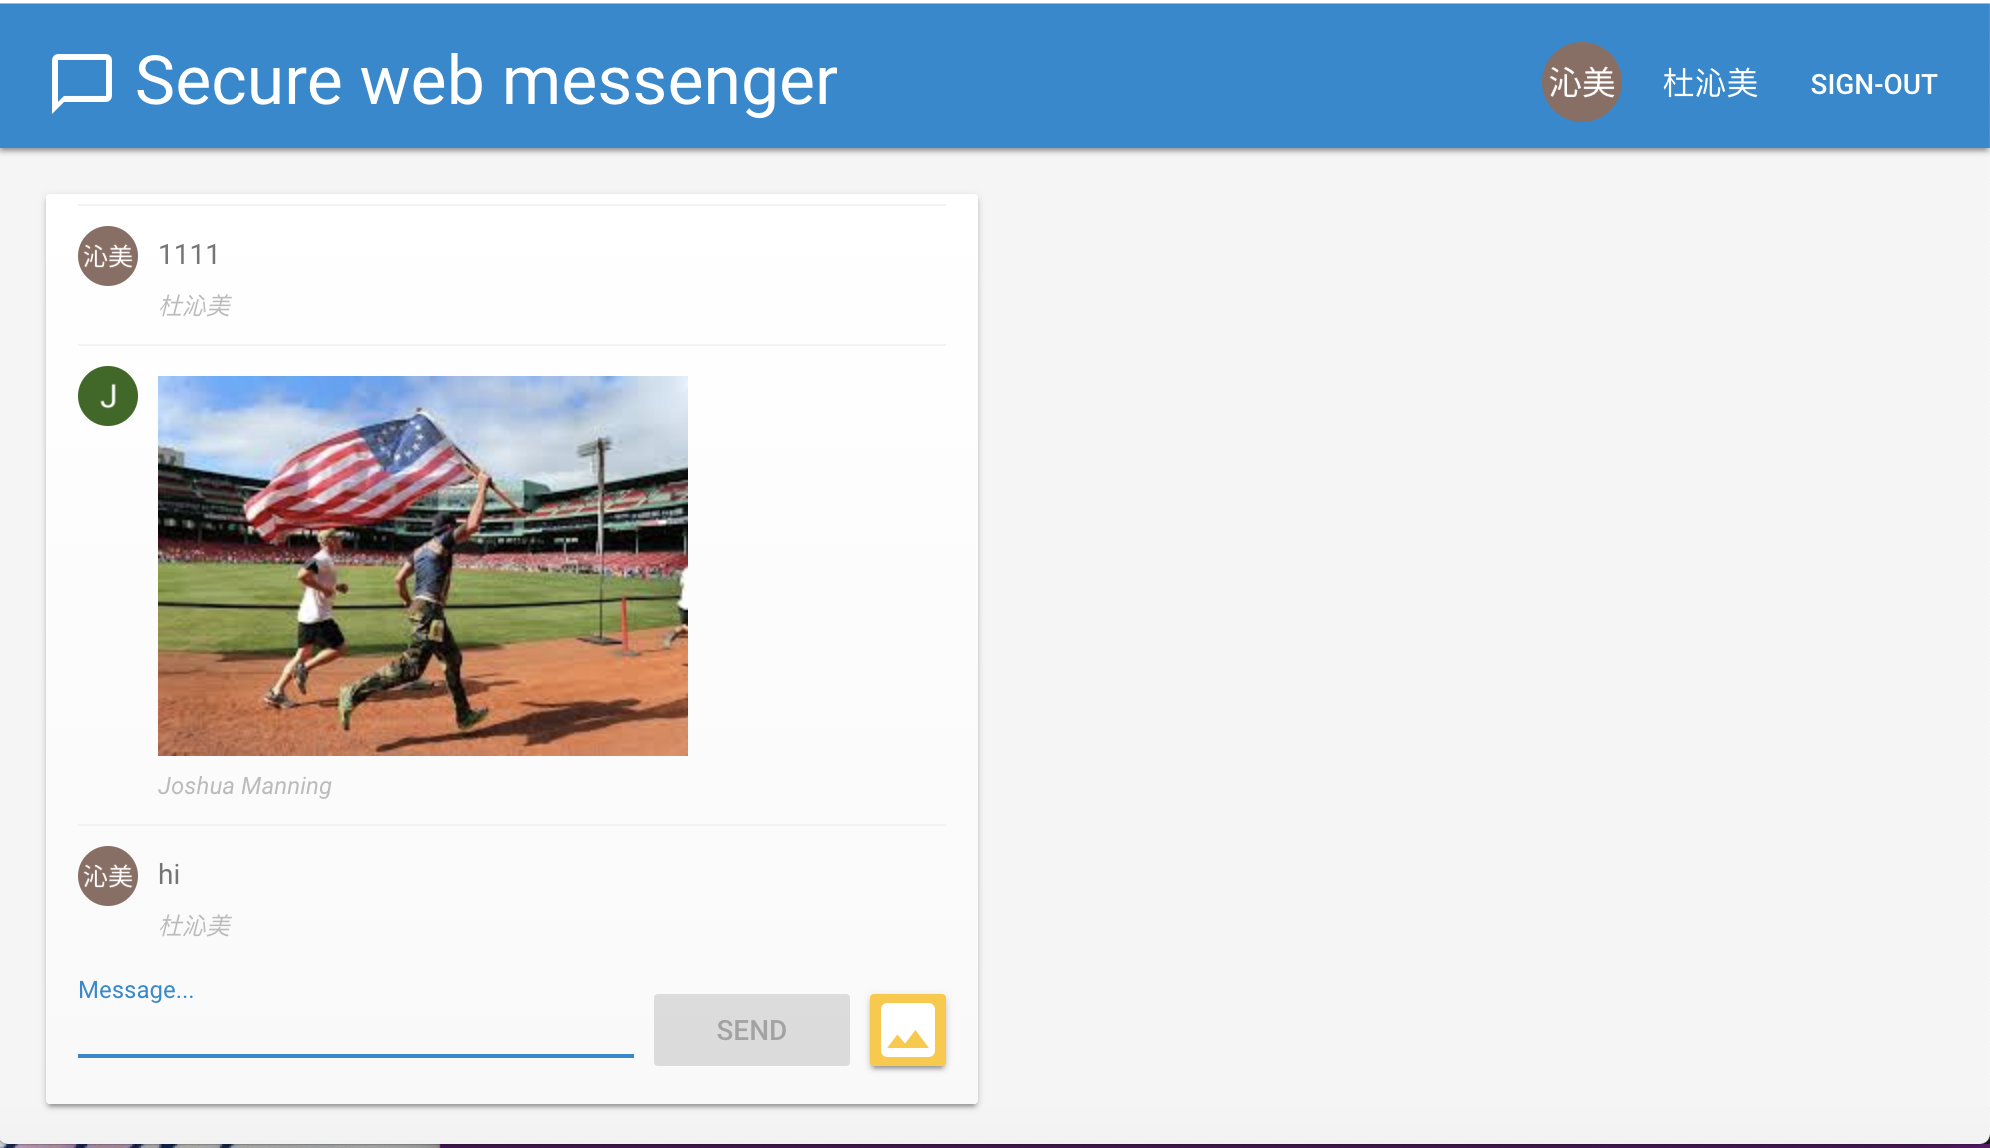 Secure web messenger
沁美 杜沁美 SIGN-OUT
沁美 1111
杜沁美
J
Joshua Manning
沁美 hi
杜沁美
Message...
SEND